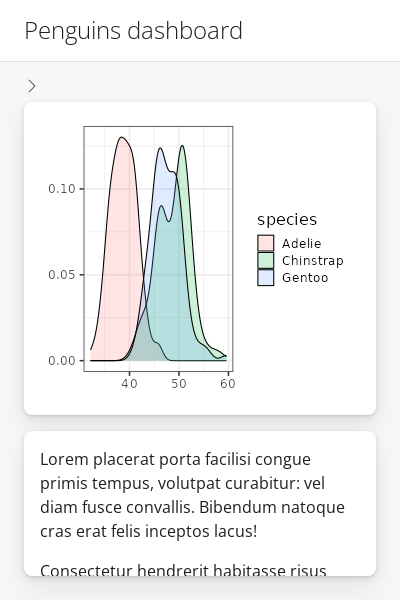 Penguins dashboard
0.10
0.05
0.00
40 50 60
species
Adelie
Chinstrap
Gentoo
Lorem placerat porta facilisi congue
primis tempus, volutpat curabitur: vel
diam fusce convallis. Bibendum natoque
cras erat felis inceptos lacus!
Consectetur hendrerit habitasse risus